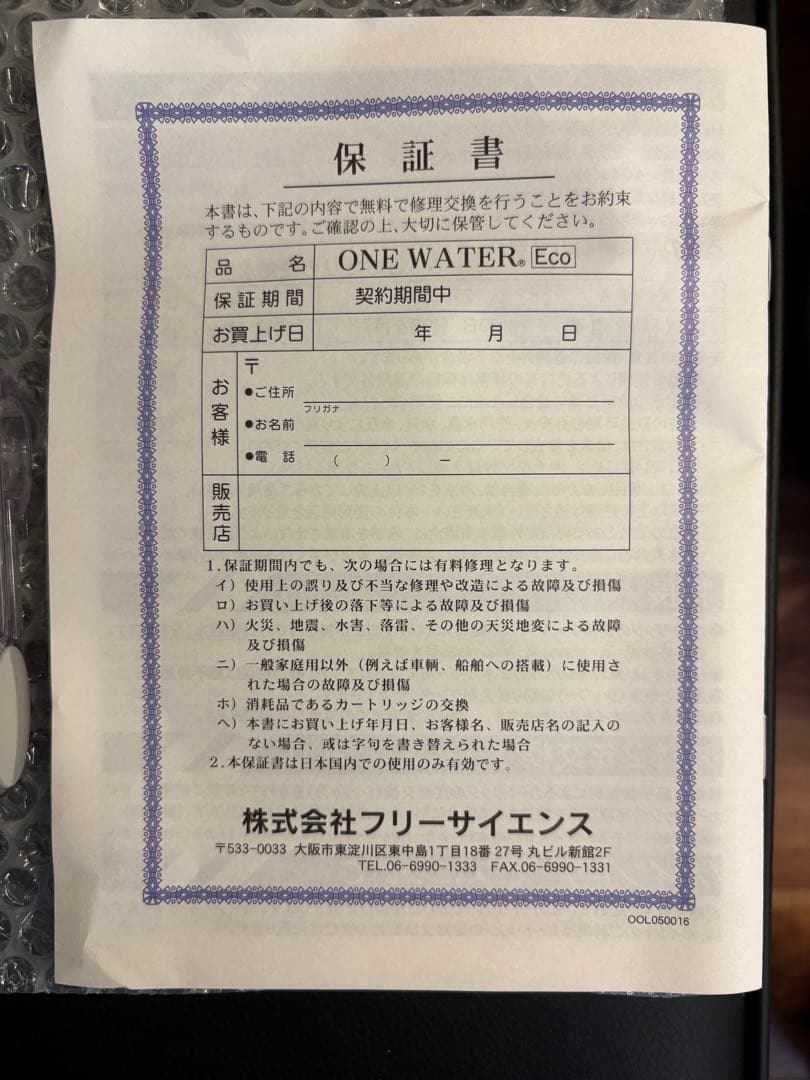 保証書
本書は、下記の内容で無料で修理交換を行うことをお約束
するものです。ご確認の上、大切に保管してください。
品名 ONE WATER® Eco
保証期間 契約期間中
お買上げ日 年 月 日
お客様
〒
●ご住所
フリガナ
●お名前
●電話 ( ) －
販売店
1.保証期間内でも、次の場合には有料修理となります。
イ）使用上の誤り及び不当な修理や改造による故障及び損傷
ロ）お買い上げ後の落下等による故障及び損傷
ハ）火災、地震、水害、落雷、その他の天災地変による故障
及び損傷
ニ）一般家庭用以外（例えば車輌、船舶への搭載）に使用さ
れた場合の故障及び損傷
ホ）消耗品であるカートリッジの交換
ヘ）本書にお買い上げ年月日、お客様名、販売店名の記入の
ない場合、或は字句を書き替えられた場合
2.本保証書は日本国内での使用のみ有効です。
株式会社フリーサイエンス
〒533-0033 大阪市東淀川区東中島1丁目18番27号 丸ビル新館2F
TEL.06-6990-1333 FAX.06-6990-1331
OOL050016